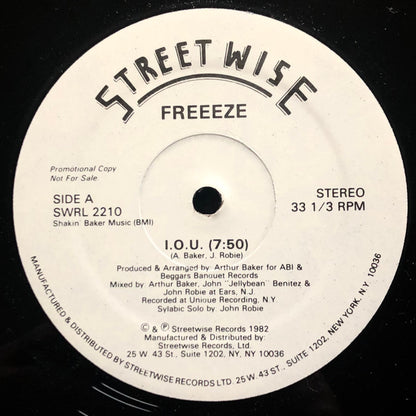 STREET WISE
FREEEZE
Promotional Copy
Not For Sale
SIDE A
SWRL 2210
Shakin' Baker Music (BMI)
STEREO
33 1/3 RPM
I.O.U. (7:50)
(A. Baker, J. Robie)
Produced & Arranged by Arthur Baker for ABI &
Beggars Banquet Records
Mixed by Arthur Baker, John "Jellybean" Benitez &
John Robie at Ears, N.J.
Recorded at Unique Recording, N.Y.
Sylabic Solo by John Robie
© & ℗ Streetwise Records 1982
Manufactured & Distributed by:
Streetwise Records, Ltd.
25 W. 43 St., Suite 1202, NY, NY 10036
MANUFACTURED & DISTRIBUTED BY STREETWISE RECORDS LTD. 25 W. 43 ST., SUITE 1202, NEW YORK, N.Y. 10036